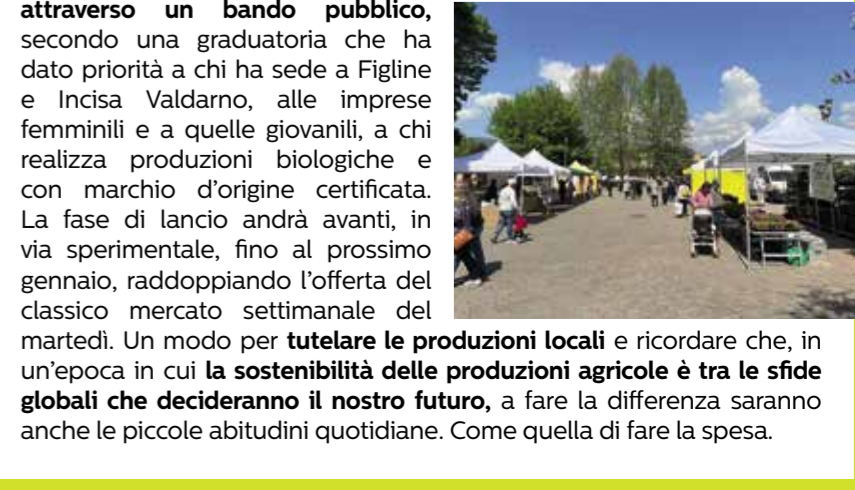 attraverso un bando pubblico,
secondo una graduatoria che ha
dato priorità a chi ha sede a Figline
e Incisa Valdarno, alle imprese
femminili e a quelle giovanili, a chi
realizza produzioni biologiche e
con marchio d'origine certificata.
La fase di lancio andrà avanti, in
via sperimentale, fino al prossimo
gennaio, raddoppiando l'offerta del
classico mercato settimanale del
martedì. Un modo per tutelare le produzioni locali e ricordare che, in
un'epoca in cui la sostenibilità delle produzioni agricole è tra le sfide
globali che decideranno il nostro futuro, a fare la differenza saranno
anche le piccole abitudini quotidiane. Come quella di fare la spesa.